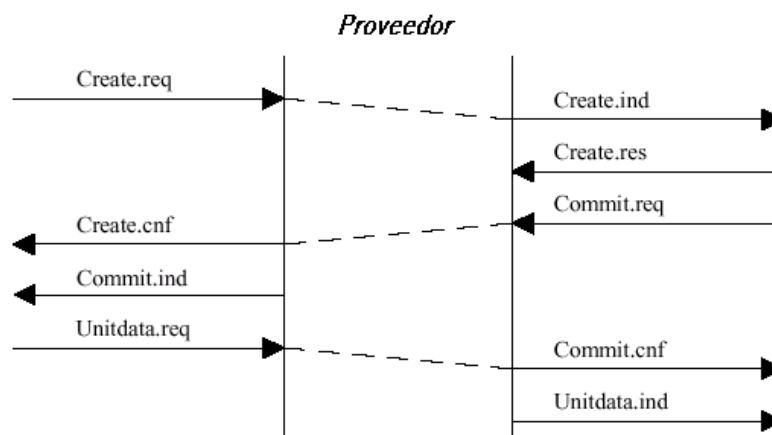 Proveedor
Create.req
Create.ind
Create.res
Commit.req
Create.cnf
Commit.ind
Unitdata.req
Commit.cnf
Unitdata.ind